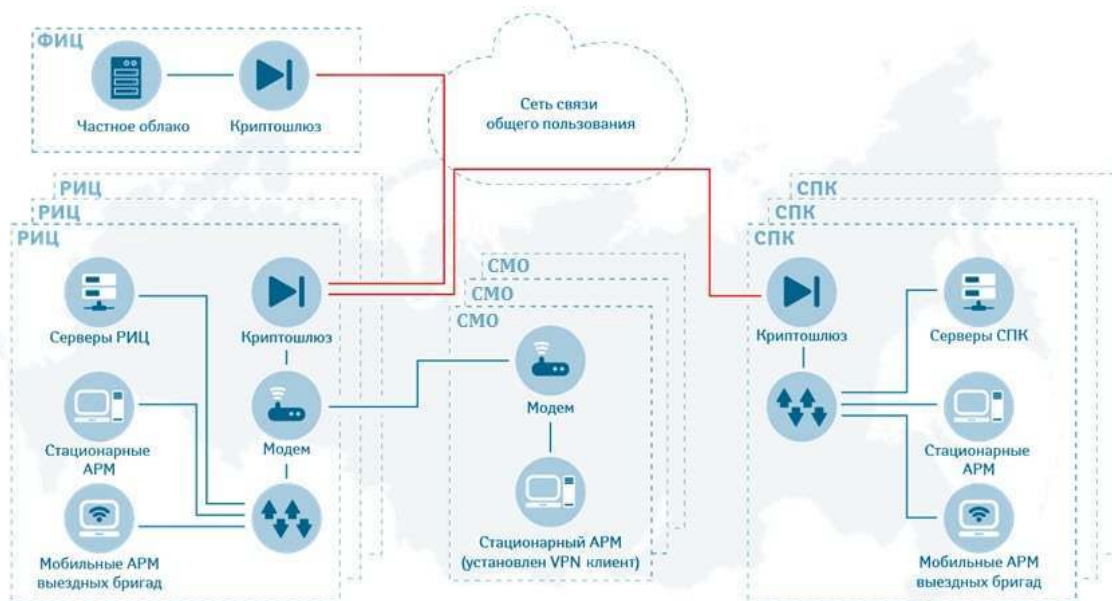 ФИЦ
Частное облако
Криптошлюз
Сеть связи
общего пользования
РИЦ
РИЦ
РИЦ
Серверы РИЦ
Криптошлюз
Стационарные
АРМ
Модем
Мобильные АРМ
выездных бригад
СМО
СМО
СМО
Модем
Стационарный АРМ
(установлен VPN клиент)
СПК
СПК
СПК
Криптошлюз
Серверы СПК
Стационарные
АРМ
Мобильные АРМ
выездных бригад